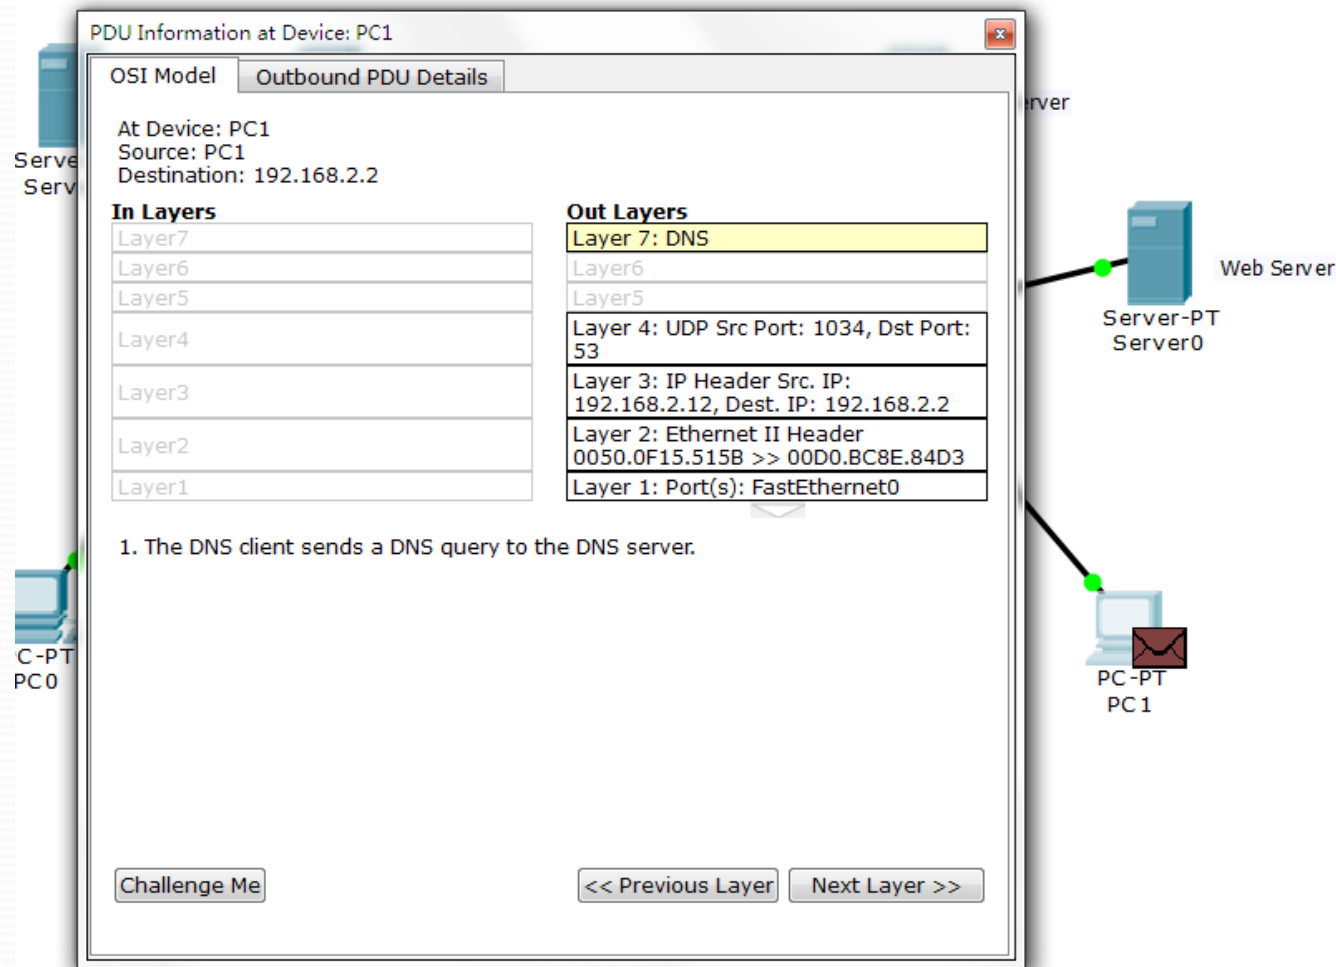 PDU Information at Device: PC1
OSI Model
Outbound PDU Details
At Device: PC1
Source: PC1
Destination: 192.168.2.2
In Layers
Layer7
Layer6
Layer5
Layer4
Layer3
Layer2
Layer1
Out Layers
Layer 7: DNS
Layer6
Layer5
Layer 4: UDP Src Port: 1034, Dst Port:
53
Layer 3: IP Header Src. IP:
192.168.2.12, Dest. IP: 192.168.2.2
Layer 2: Ethernet II Header
0050.0F15.515B >> 00D0.BC8E.84D3
Layer 1: Port(s): FastEthernet0
1. The DNS client sends a DNS query to the DNS server.
Challenge Me
<< Previous Layer
Next Layer >>
Serve
Serv
C-PT
PC0
erver
Web Server
Server-PT
Server0
PC-PT
PC1